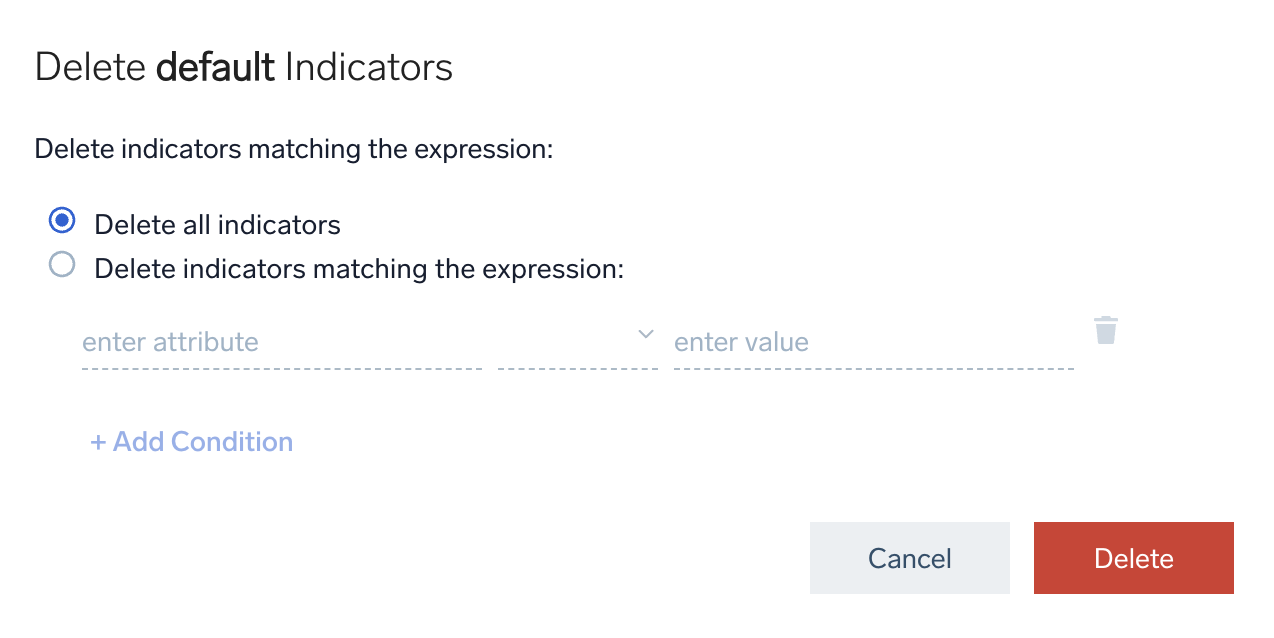 Delete default Indicators
Delete indicators matching the expression:
Delete all indicators
Delete indicators matching the expression:
enter attribute enter value
+ Add Condition
Cancel Delete